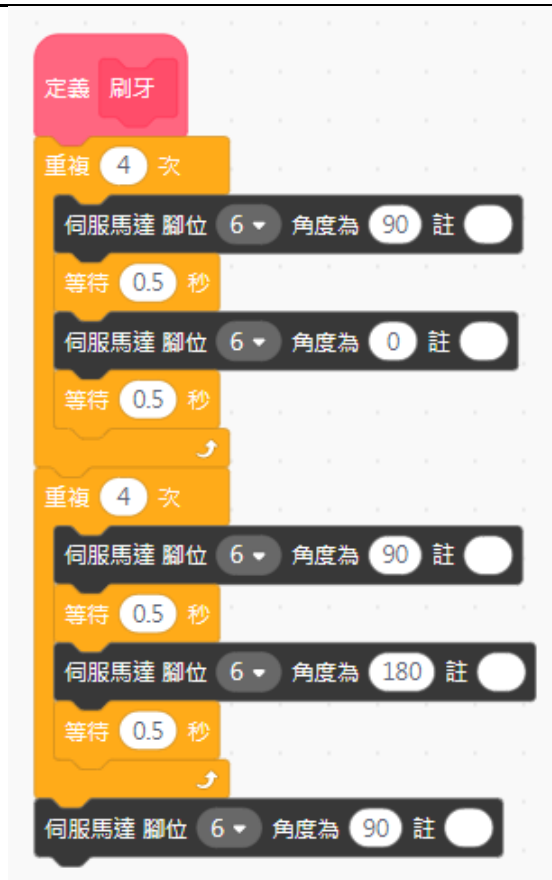 定義 刷牙
重複 4 次
伺服馬達 腳位 6 角度為 90 註
等待 0.5 秒
伺服馬達 腳位 6 角度為 0 註
等待 0.5 秒
重複 4 次
伺服馬達 腳位 6 角度為 90 註
等待 0.5 秒
伺服馬達 腳位 6 角度為 180 註
等待 0.5 秒
伺服馬達 腳位 6 角度為 90 註